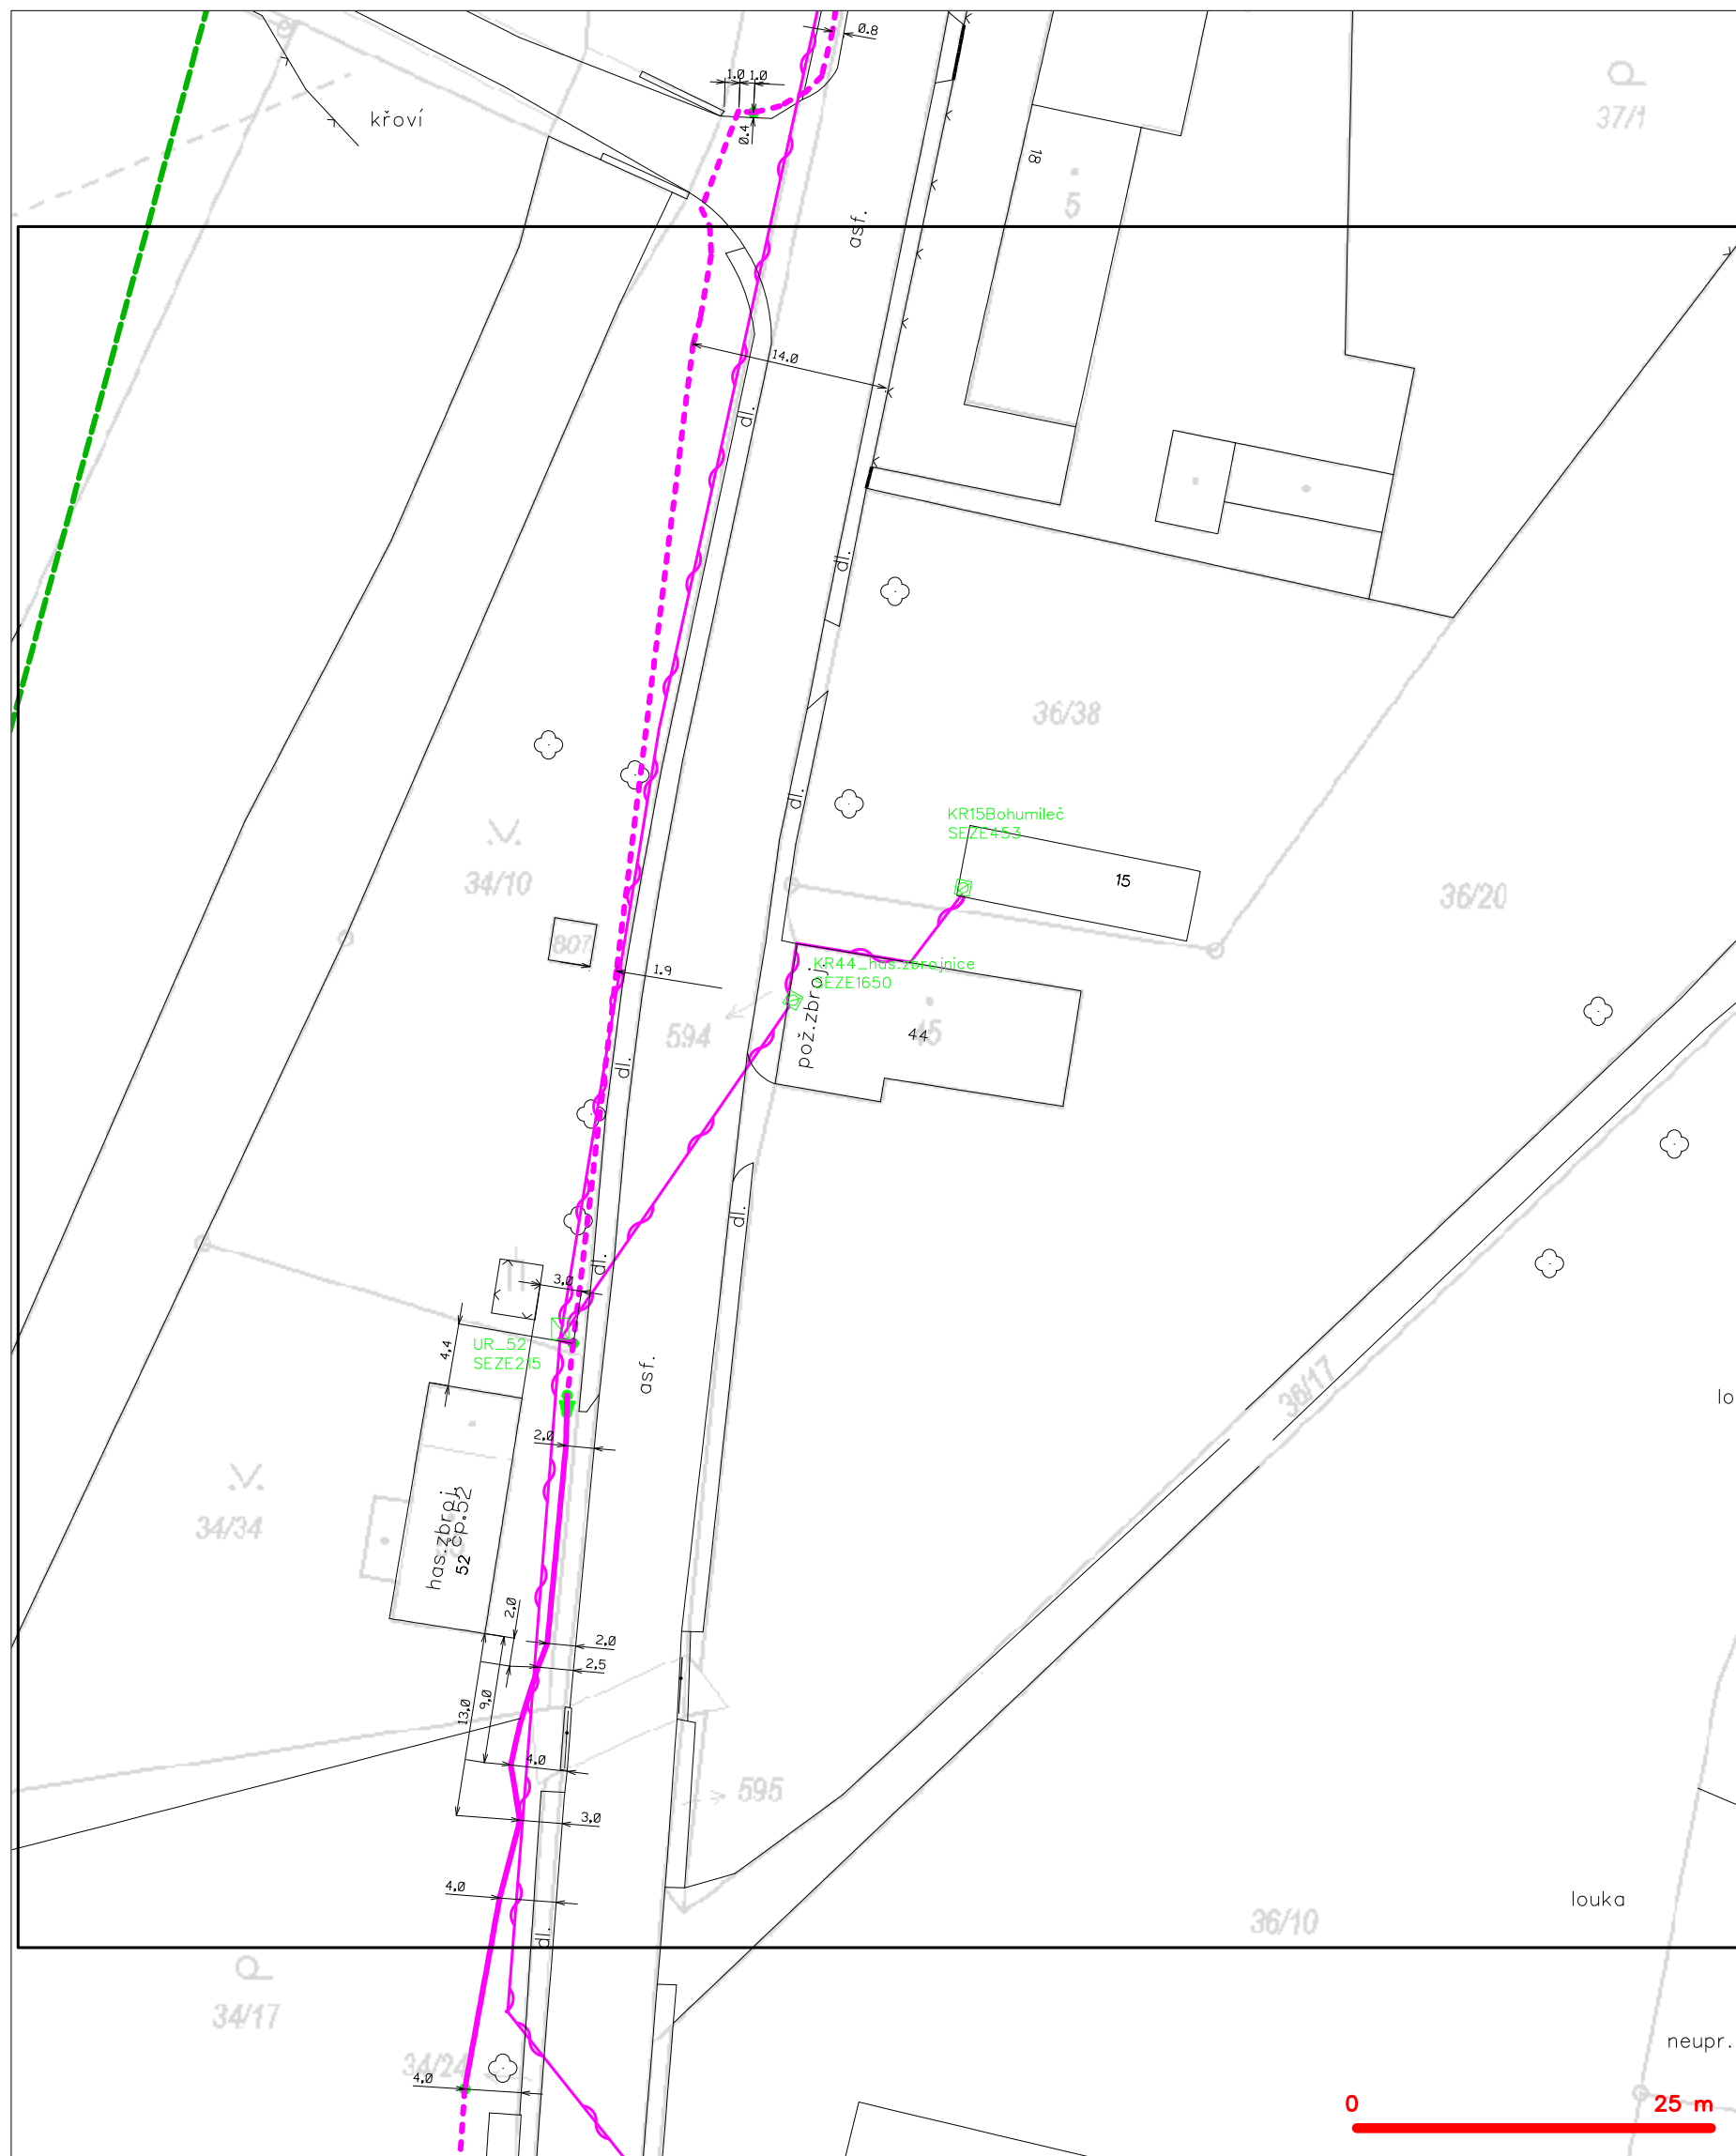 0.8
1.0
1.0
0.4
křoví
37/1
18
5
asf.
14.0
dl.
dl.
36/38
dl.
KR15Bohumileč
SEZE453
15
34/10
36/20
807
1.9
KR44_has.zbrojnice
SEZE1650
pož.zbroj.
594
44
45
dl.
dl.
dl.
3.0
4,4
UR_52
SEZE215
asf.
36/17
lo
2.0
34/34
has.zbroj.
52 čp.52
2,0
2,0
2,5
13,0
9,0
4,0
595
3,0
4,0
louka
36/10
dl.
34/17
neupr.
34/24
4,0
0
25 m